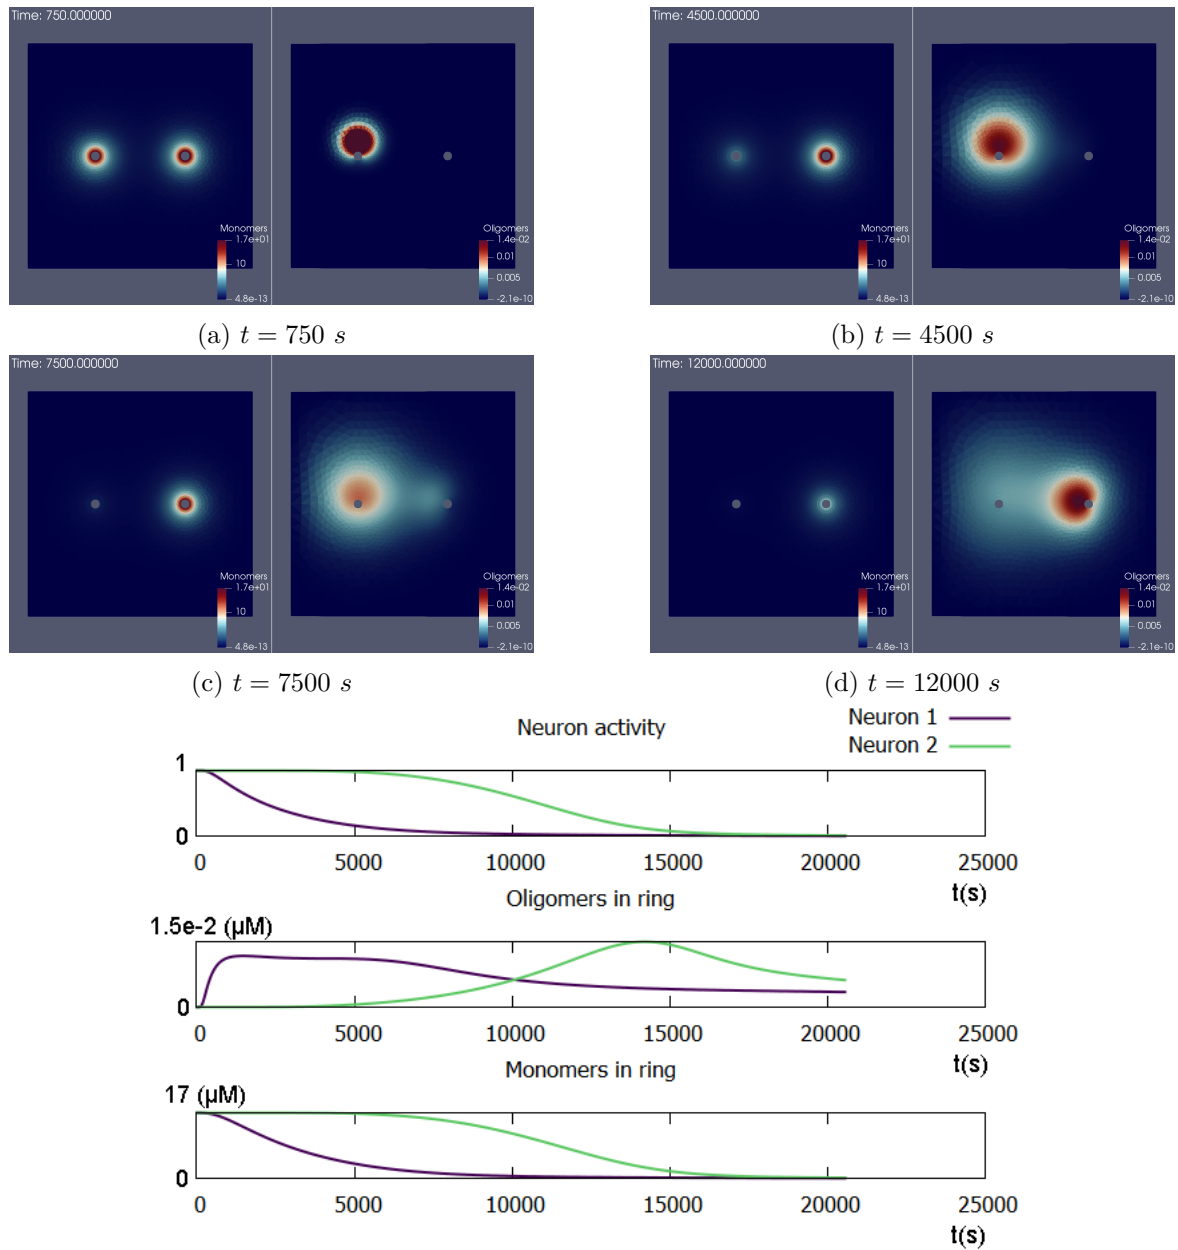 Time: 750.000000
Monomers
1.7e+01
10
4.8e-13
Oligomers
1.4e-02
0.01
0.005
-2.1e-10
(a) t = 750 s
Time: 4500.000000
Monomers
1.7e+01
10
4.8e-13
Oligomers
1.4e-02
0.01
0.005
-2.1e-10
(b) t = 4500 s
Time: 7500.000000
Monomers
1.7e+01
10
4.8e-13
Oligomers
1.4e-02
0.01
0.005
-2.1e-10
(c) t = 7500 s
Time: 12000.000000
Monomers
1.7e+01
10
4.8e-13
Oligomers
1.4e-02
0.01
0.005
-2.1e-10
(d) t = 12000 s
Neuron activity
Neuron 1
Neuron 2
1
0
0 5000 10000 15000 20000 25000
t(s)
Oligomers in ring
1.5e-2 (μM)
0
0 5000 10000 15000 20000 25000
t(s)
Monomers in ring
17 (μM)
0
0 5000 10000 15000 20000 25000
t(s)